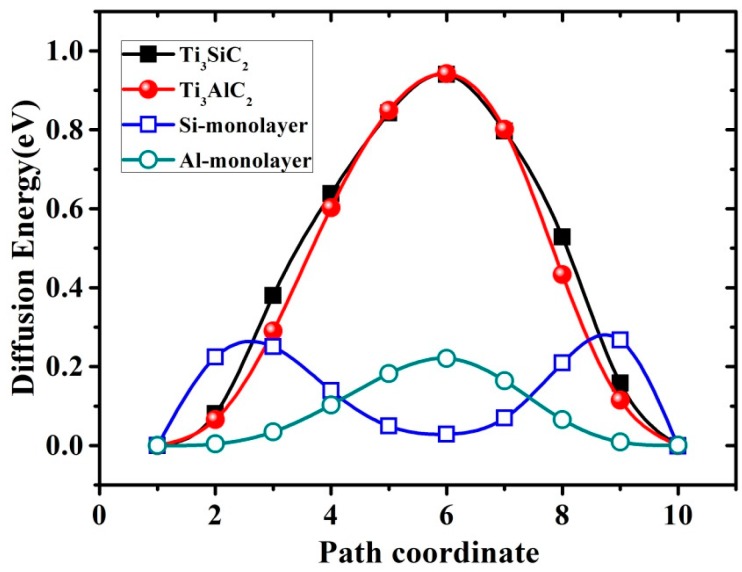 1.0
0.8
0.6
0.4
0.2
0.0
Diffusion Energy(eV)
Ti3SiC2
Ti3AlC2
Si-monolayer
Al-monolayer
0 2 4 6 8 10
Path coordinate